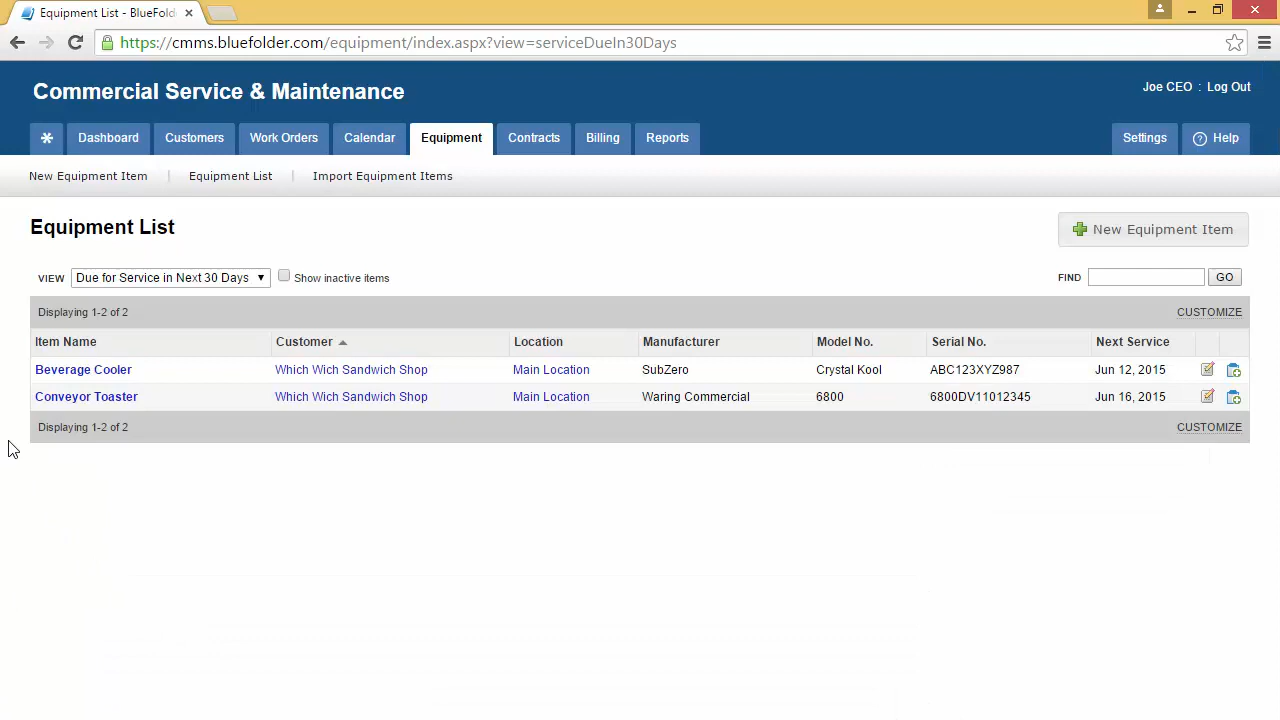 Equipment List - BlueFold
https://cmms.bluefolder.com/equipment/index.aspx?view=serviceDueIn30Days
Commercial Service & Maintenance
Joe CEO : Log Out
* Dashboard Customers Work Orders Calendar Equipment Contracts Billing Reports Settings ? Help
New Equipment Item | Equipment List | Import Equipment Items
Equipment List
New Equipment Item
VIEW Due for Service in Next 30 Days Show inactive items FIND GO
Displaying 1-2 of 2 CUSTOMIZE
Item Name Customer Location Manufacturer Model No. Serial No. Next Service
Beverage Cooler Which Wich Sandwich Shop Main Location SubZero Crystal Kool ABC123XYZ987 Jun 12, 2015
Conveyor Toaster Which Wich Sandwich Shop Main Location Waring Commercial 6800 6800DV11012345 Jun 16, 2015
Displaying 1-2 of 2 CUSTOMIZE